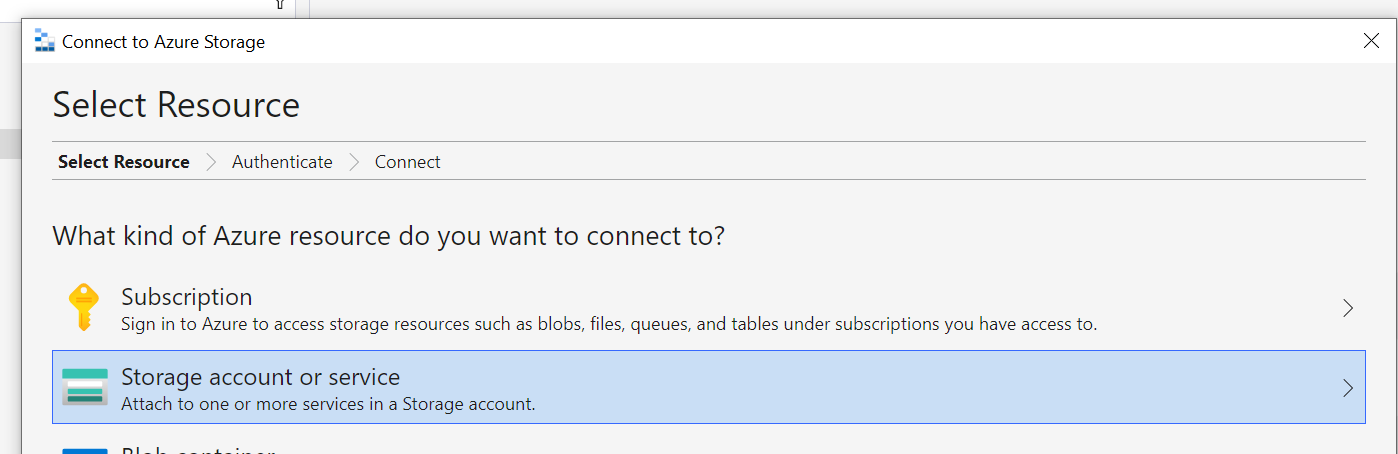 Connect to Azure Storage
Select Resource
Select Resource
Authenticate
Connect
What kind of Azure resource do you want to connect to?
Subscription
Sign in to Azure to access storage resources such as blobs, files, queues, and tables under subscriptions you have access to.
Storage account or service
Attach to one or more services in a Storage account.
Blob container